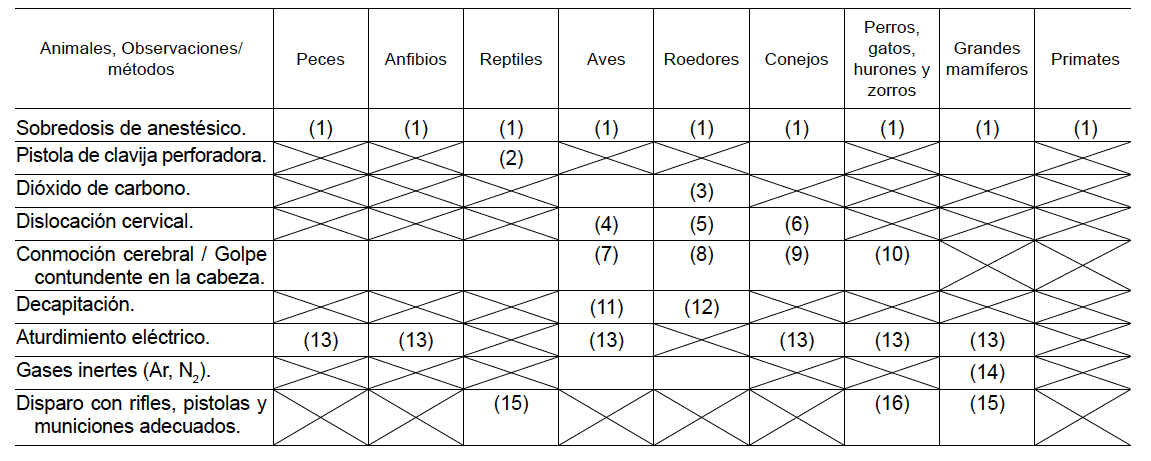 Animales, Observaciones/ métodos Peces Anfibios Reptiles Aves Roedores Conejos Perros, gatos, hurones y zorros Grandes mamíferos Primates
Sobredosis de anestésico. (1) (1) (1) (1) (1) (1) (1) (1) (1)
Pistola de clavija perforadora. (2)
Dióxido de carbono. (3)
Dislocación cervical. (4) (5) (6)
Conmoción cerebral / Golpe
contundente en la cabeza. (7) (8) (9) (10)
Decapitación. (11) (12)
Aturdimiento eléctrico. (13) (13) (13) (13) (13) (13)
Gases inertes (Ar, N2). (14)
Disparo con rifles, pistolas y
municiones adecuados. (15) (16) (15)